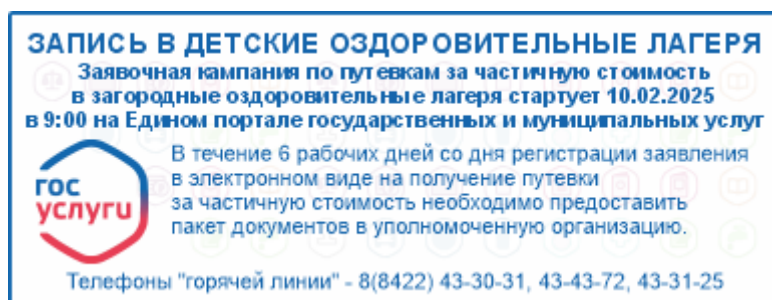 ЗАПИСЬ В ДЕТСКИЕ ОЗДОРОВИТЕЛЬНЫЕ ЛАГЕРЯ
Заявочная кампания по путевкам за частичную стоимость
в загородные оздоровительные лагеря стартует 10.02.2025
в 9:00 на Едином портале государственных и муниципальных услуг
гос
услуги
В течение 6 рабочих дней со дня регистрации заявления
в электронном виде на получение путевки
за частичную стоимость необходимо предоставить
пакет документов в уполномоченную организацию.
Телефоны "горячей линии" - 8(8422) 43-30-31, 43-43-72, 43-31-25